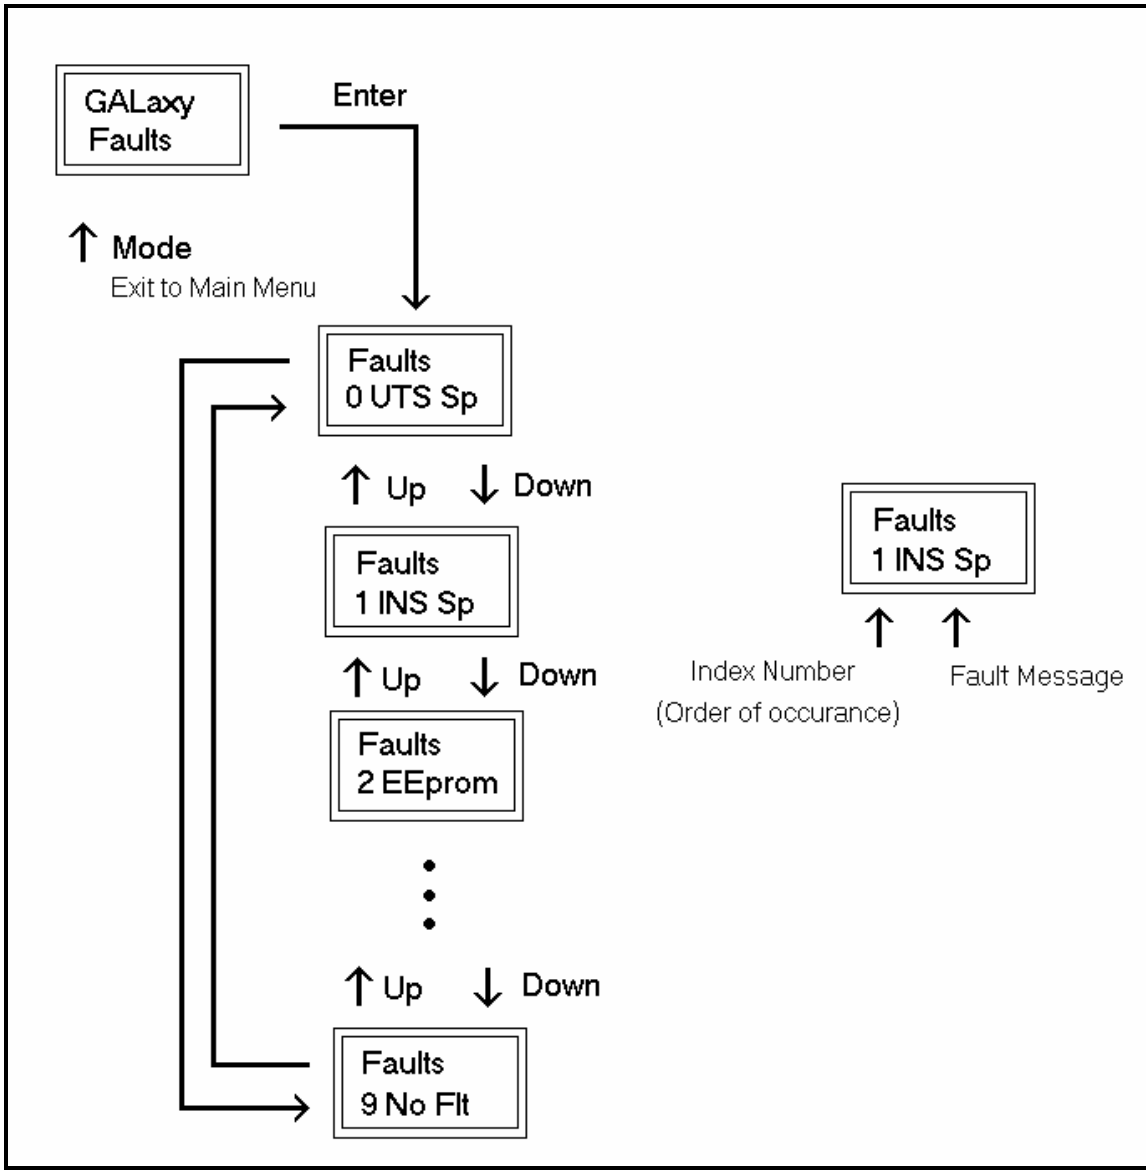 GALaxy
Faults
Enter
Mode
Exit to Main Menu
Faults
0 UTS Sp
Up Down
Faults
1 INS Sp
Up Down
Faults
2 EEprom
Up Down
Faults
9 No Flt
Faults
1 INS Sp
Index Number
(Order of occurance)
Fault Message